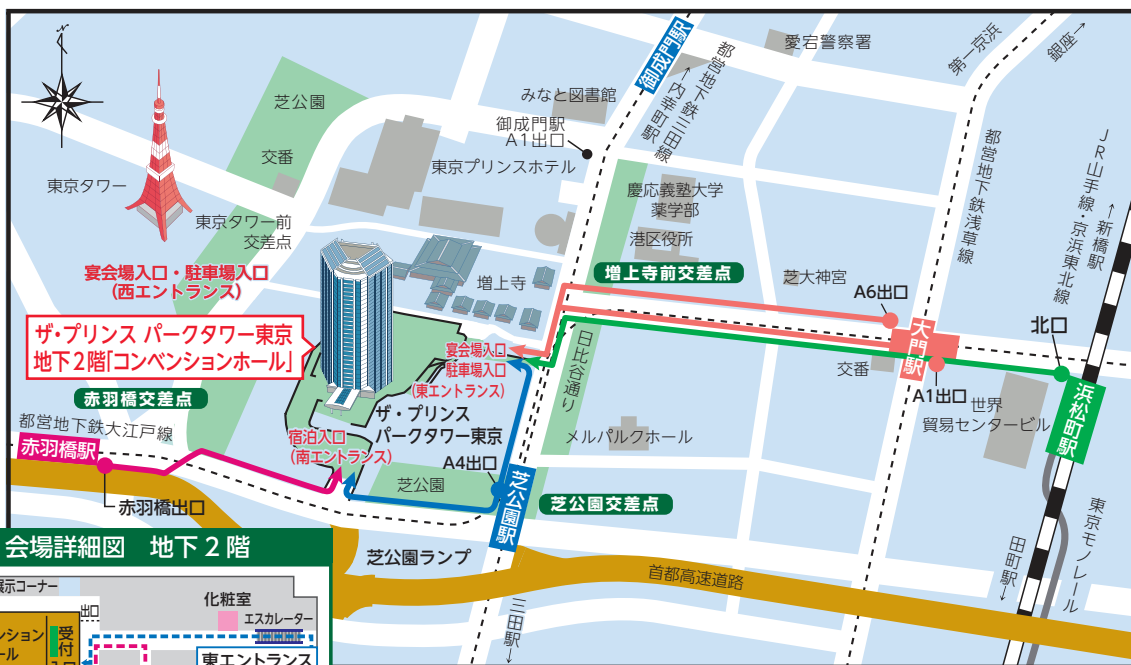 N
東京タワー
芝公園
交番
東京タワー前
交差点
みなと図書館
御成門駅
A1出口
東京プリンスホテル
御成門駅
都営地下鉄三田線
←内幸町駅
愛宕警察署
第一京浜
銀座→
都営地下鉄浅草線
JR山手線・京浜東北線
←新橋駅
慶応義塾大学
薬学部
港区役所
増上寺
増上寺前交差点
芝大神宮
A6出口
大門駅
交番
A1出口
北口
浜松町駅
世界
貿易センタービル
宴会場入口・駐車場入口
(西エントランス)
ザ・プリンス パークタワー東京
地下2階「コンベンションホール」
宴会場入口
駐車場入口
(東エントランス)
日比谷通り
赤羽橋交差点
都営地下鉄大江戸線
赤羽橋駅
赤羽橋出口
宿泊入口
(南エントランス)
ザ・プリンス
パークタワー東京
メルパルクホール
A4出口
芝公園
芝公園駅
芝公園交差点
芝公園ランプ
首都高速道路
三田駅→
田町駅→
東京モノレール
会場詳細図 地下2階
展示コーナー
出口
化粧室
エスカレーター
受付
東エントランス